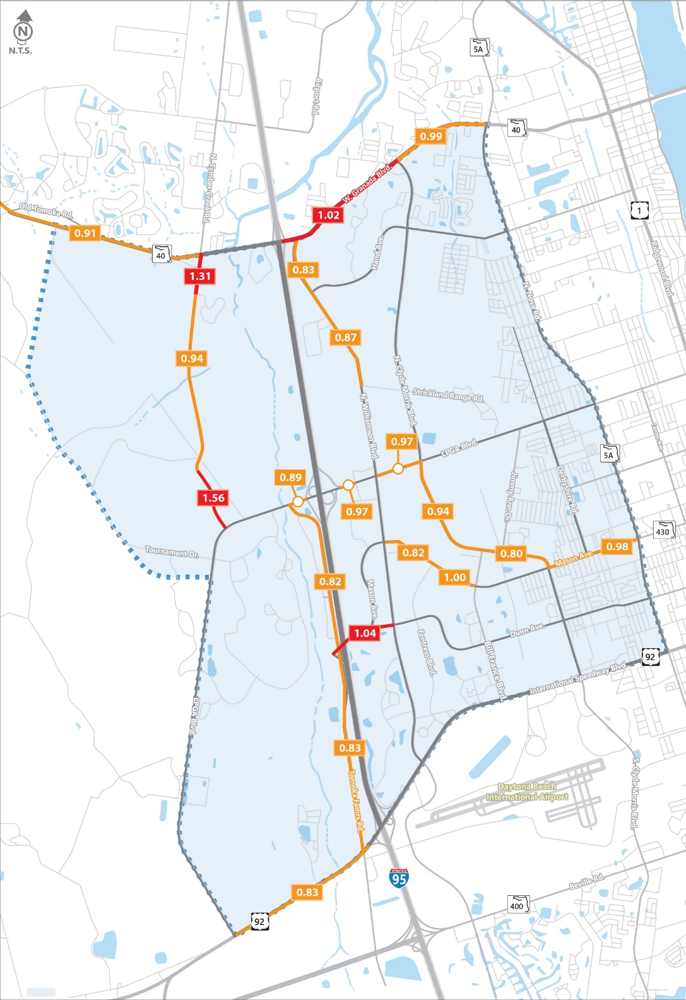 N
N.T.S.
5A
Airport Rd.
40
0.99
N. Tymber Creek Rd.
W. Granada Blvd.
Old Tomoka Rd.
1
1.02
0.91
40
Hand Ave.
Ridgewood Blvd.
1.31
0.83
N. Nova Rd.
0.87
0.94
N. Clyde Morris Blvd.
Strickland Range Rd.
N. Williamson Blvd.
Center Ave.
0.97
LPGA Blvd.
5A
0.89
Jimmy Ann Dr.
Derbyshire Rd.
1.56
0.97
0.94
430
Tournament Dr.
0.82
0.80
Mason Ave.
0.98
1.00
0.82
Mason Ave.
1.04
Dunn Ave.
Fentress Blvd.
Bill France Blvd.
92
International Speedway Blvd.
LPGA Blvd.
0.83
Tomoka Famrs Rd.
Daytona Beach
International Airport
S. Clyde Morris Blvd.
INTERSTATE
95
Beville Rd.
0.83
400
92